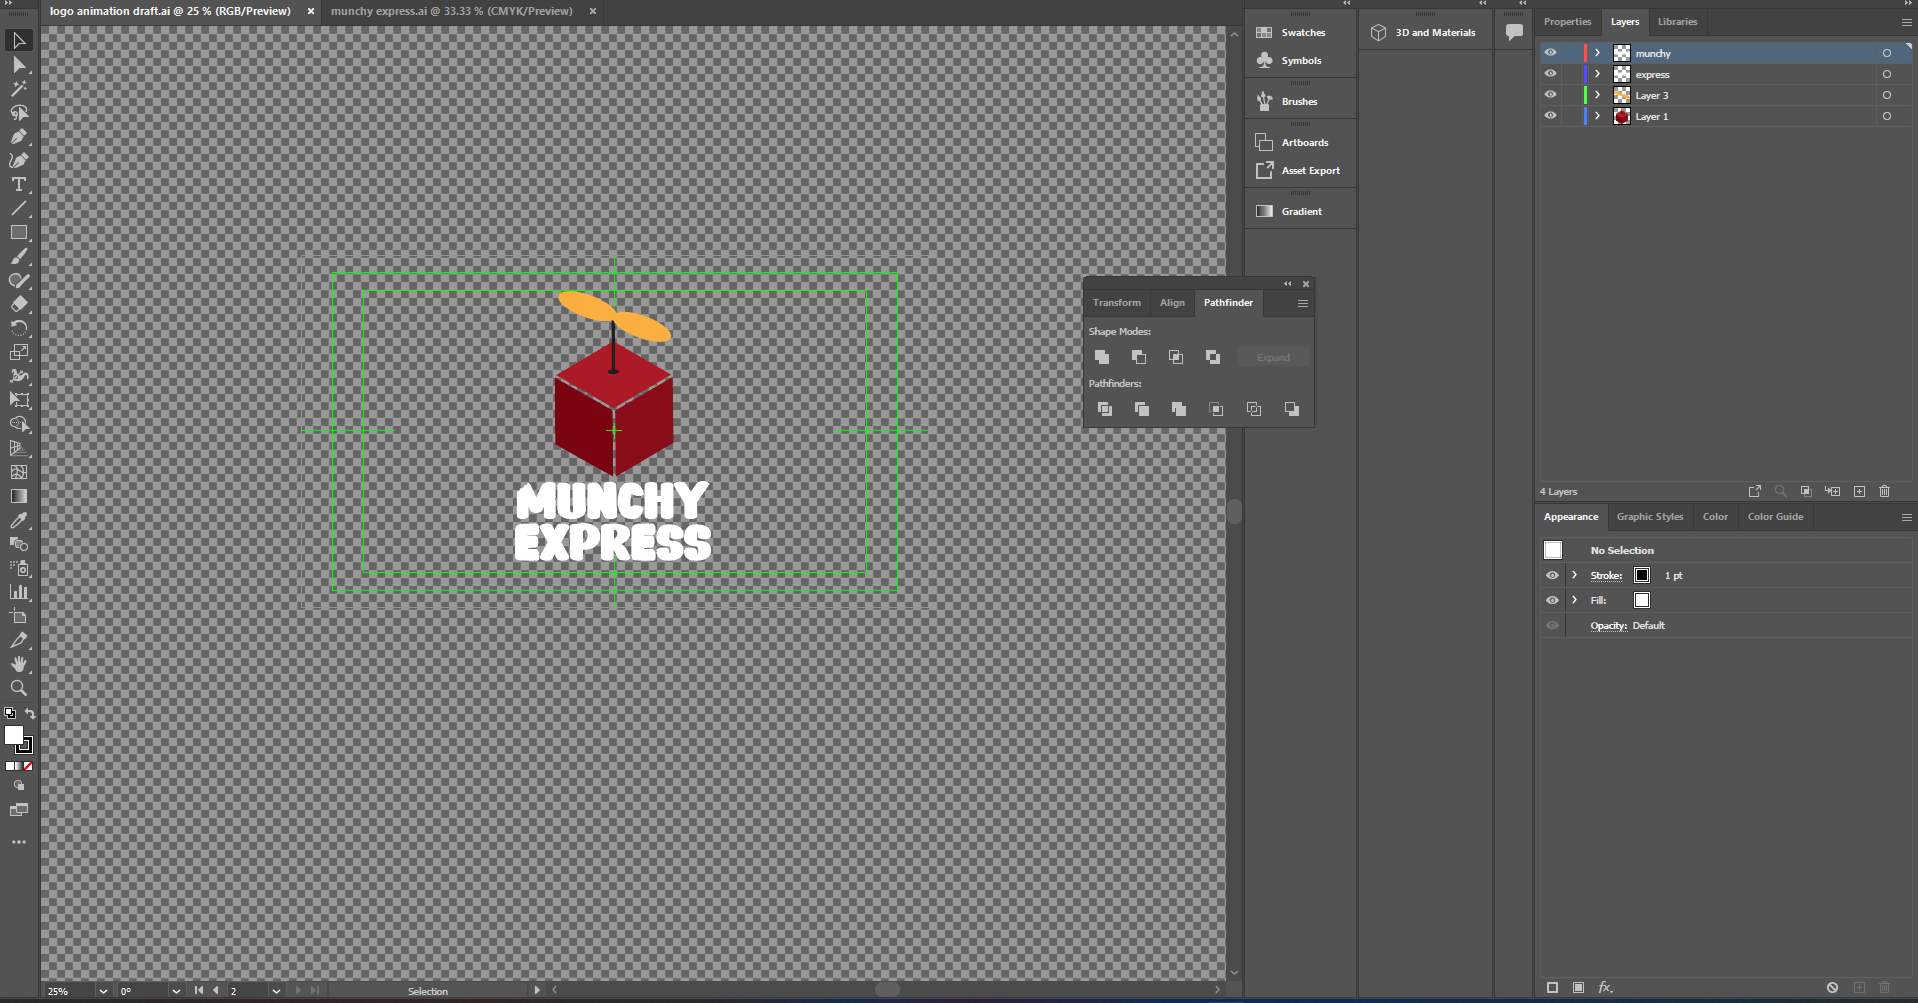 logo animation draft.ai @ 25 % (RGB/Preview)
munchy express.ai @ 33.33 % (CMYK/Preview)
MUNCHY
EXPRESS
25%
0°
2
Selection
Swatches
Symbols
Brushes
Artboards
Asset Export
Gradient
3D and Materials
Transform
Align
Pathfinder
Shape Modes:
Expand
Pathfinders:
Properties
Layers
Libraries
munchy
express
Layer 3
Layer 1
4 Layers
Appearance
Graphic Styles
Color
Color Guide
No Selection
Stroke:
1 pt
Fill:
Opacity: Default
fx